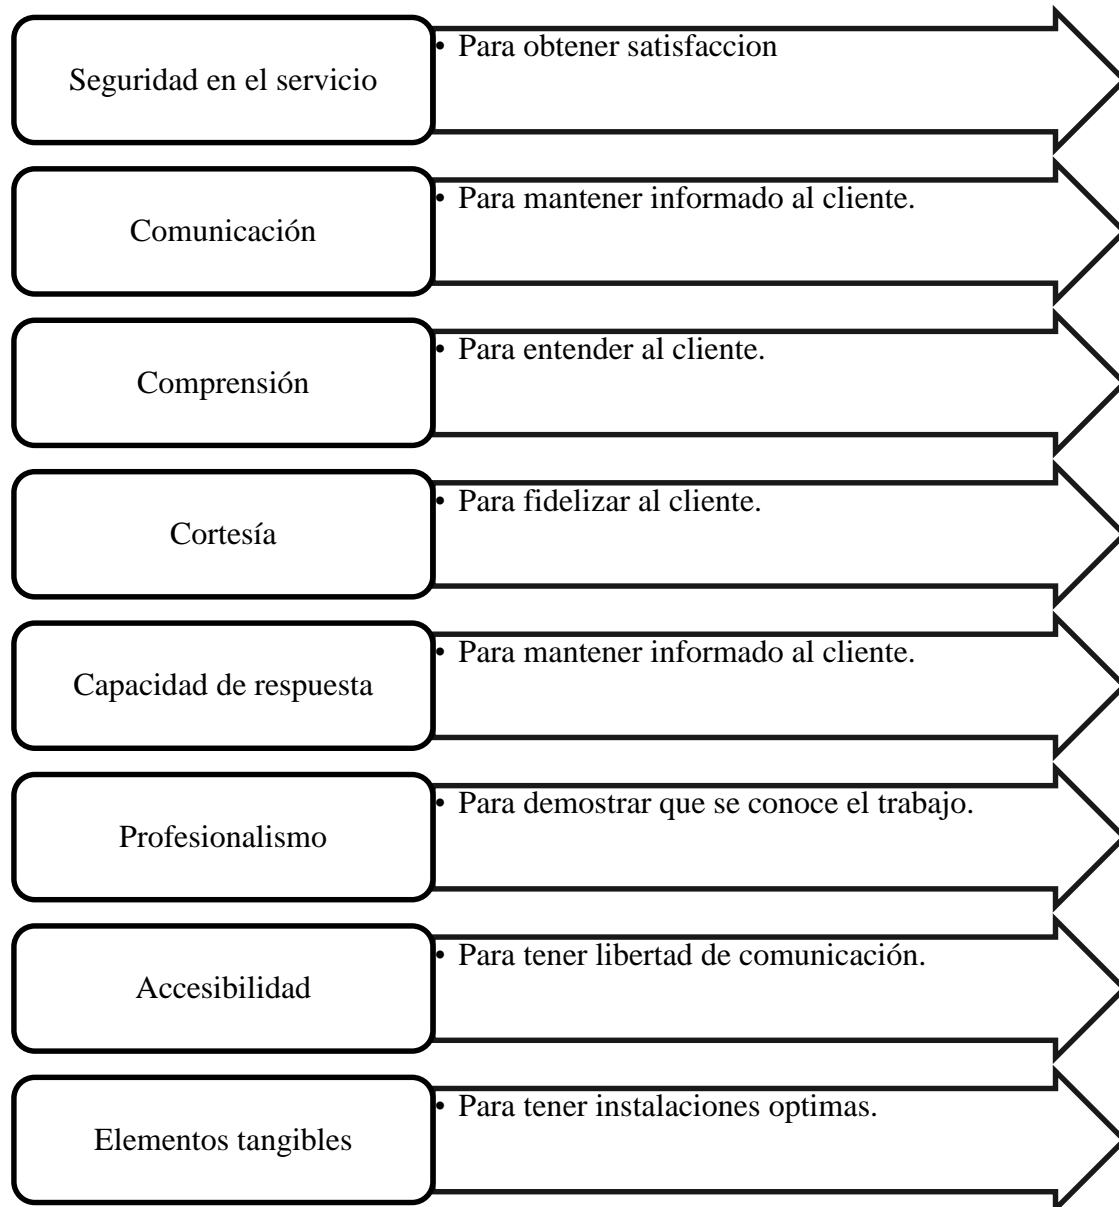 Seguridad en el servicio
• Para obtener satisfaccion
Comunicación
• Para mantener informado al cliente.
Comprensión
• Para entender al cliente.
Cortesía
• Para fidelizar al cliente.
Capacidad de respuesta
• Para mantener informado al cliente.
Profesionalismo
• Para demostrar que se conoce el trabajo.
Accesibilidad
• Para tener libertad de comunicación.
Elementos tangibles
• Para tener instalaciones optimas.